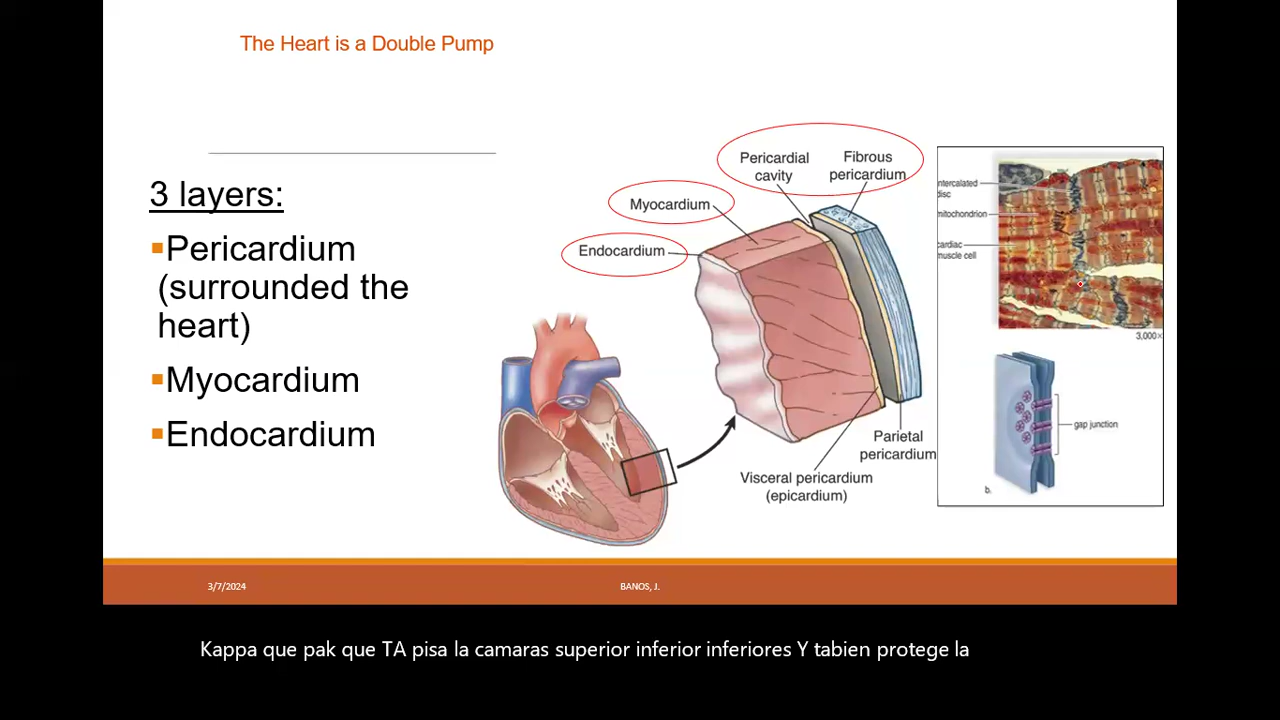 The Heart is a Double Pump
3 layers:
▪Pericardium
(surrounded the
heart)
▪Myocardium
▪Endocardium
Pericardial
cavity
Fibrous
pericardium
Myocardium
Endocardium
Parietal
pericardium
Visceral pericardium
(epicardium)
intercalated
disc
mitochondrion
cardiac
muscle cell
3,000×
gap junction
b.
3/7/2024
BANOS, J.
Kappa que pak que TA pisa la camaras superior inferior inferiores Y tabien protege la